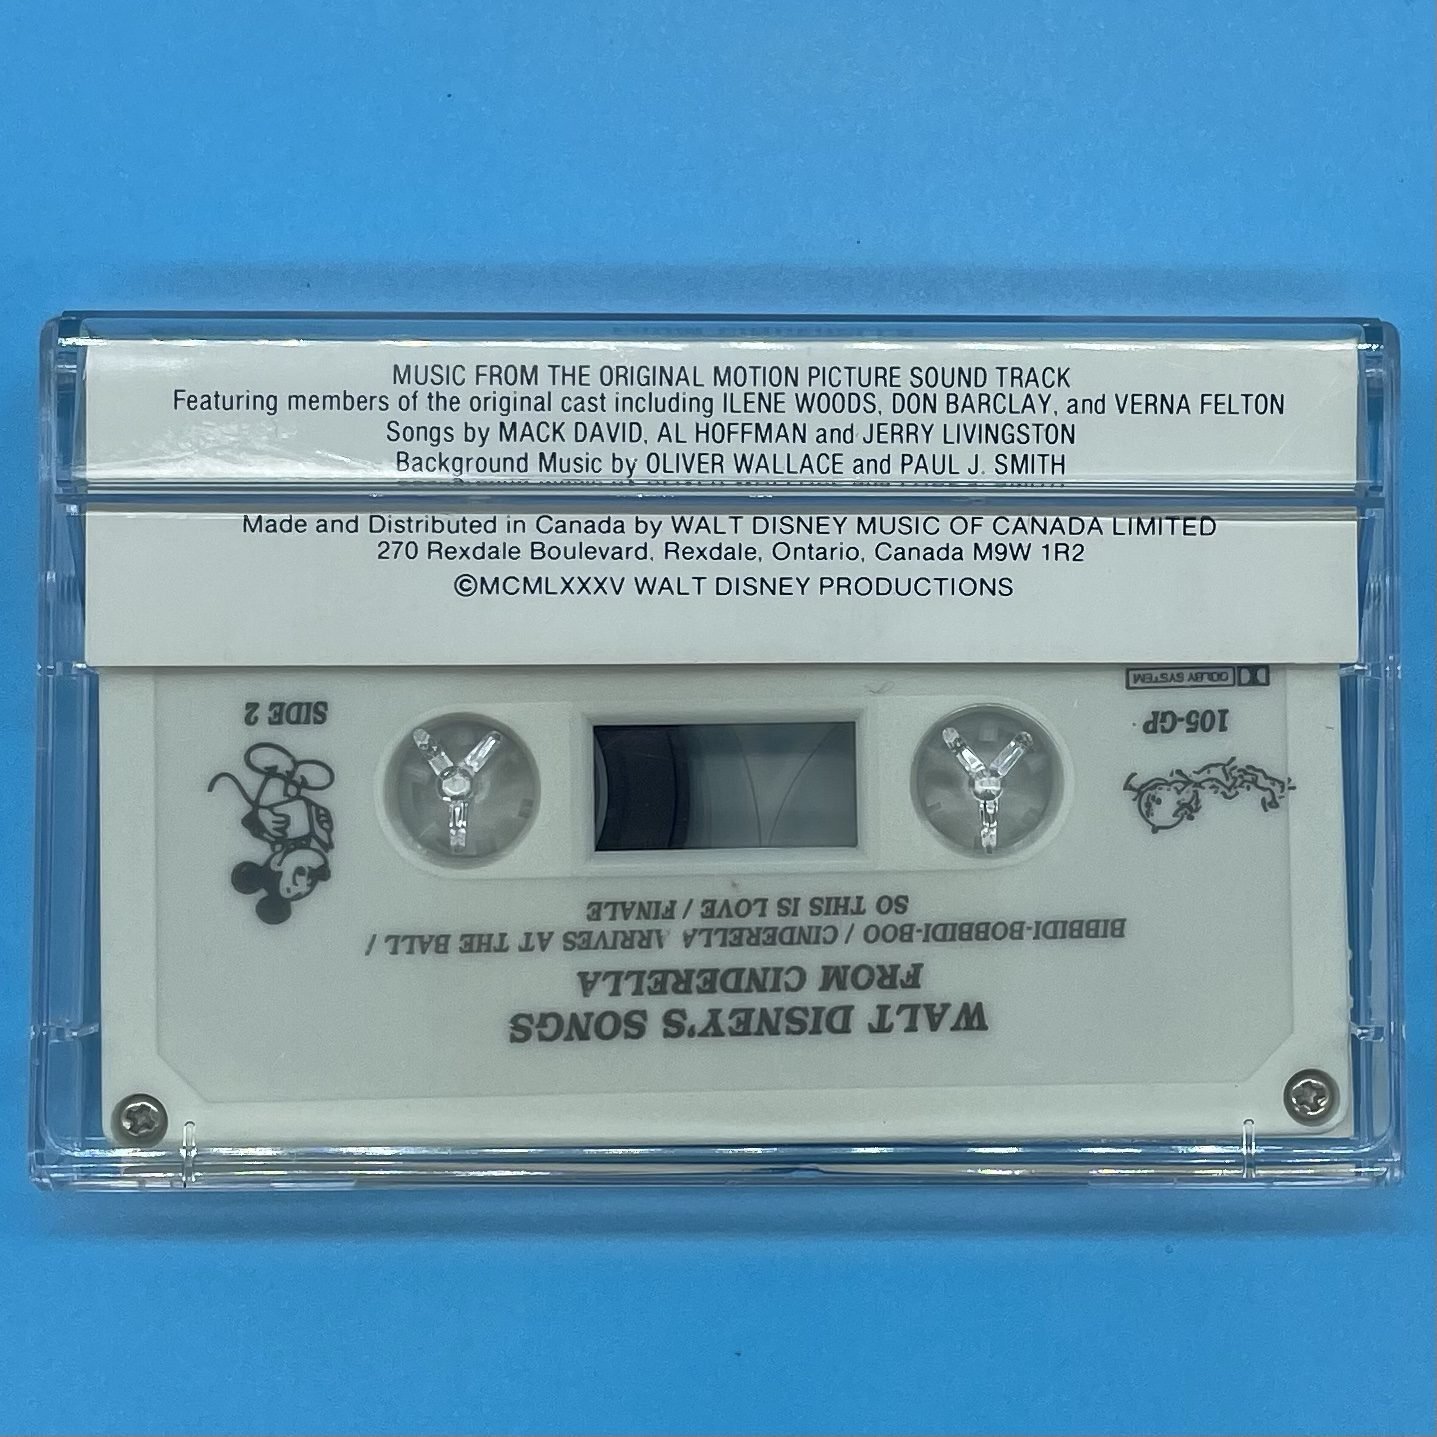 MUSIC FROM THE ORIGINAL MOTION PICTURE SOUND TRACK
Featuring members of the original cast including ILENE WOODS, DON BARCLAY, and VERNA FELTON
Songs by MACK DAVID, AL HOFFMAN and JERRY LIVINGSTON
Background Music by OLIVER WALLACE and PAUL J. SMITH
Made and Distributed in Canada by WALT DISNEY MUSIC OF CANADA LIMITED
270 Rexdale Boulevard, Rexdale, Ontario, Canada M9W 1R2
©MCMLXXXV WALT DISNEY PRODUCTIONS
WALT DISNEY'S SONGS
FROM CINDERELLA
BIBBIDI-BOBBIDI-BOO / CINDERELLA ARRIVES AT THE BALL /
SO THIS IS LOVE / FINALE
105-GP
SIDE 2
DOLBY SYSTEM